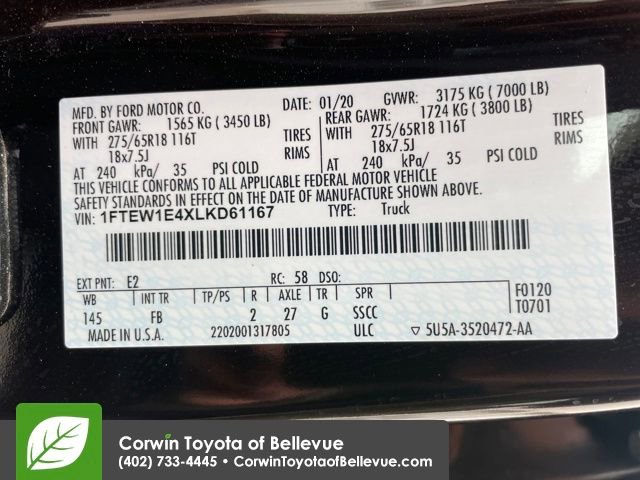 MFD. BY FORD MOTOR CO. DATE: 01/20 GVWR: 3175 KG ( 7000 LB)
FRONT GAWR: 1565 KG ( 3450 LB) REAR GAWR: 1724 KG ( 3800 LB)
WITH 275/65R18 116T TIRES WITH 275/65R18 116T TIRES
18x7.5J RIMS 18x7.5J RIMS
AT 240 kPa/ 35 PSI COLD AT 240 kPa/ 35 PSI COLD
THIS VEHICLE CONFORMS TO ALL APPLICABLE FEDERAL MOTOR VEHICLE
SAFETY STANDARDS IN EFFECT ON THE DATE OF MANUFACTURE SHOWN ABOVE.
VIN: 1FTEW1E4XLKD61167 TYPE: Truck
EXT PNT: E2 RC: 58 DSO:
WB INT TR TP/PS R AXLE TR SPR F0120
145 FB 2 27 G SSCC T0701
MADE IN U.S.A. 2202001317805 ULC ▽ 5U5A-3520472-AA
Corwin Toyota of Bellevue
(402) 733-4445 • CorwinToyotaofBellevue.com